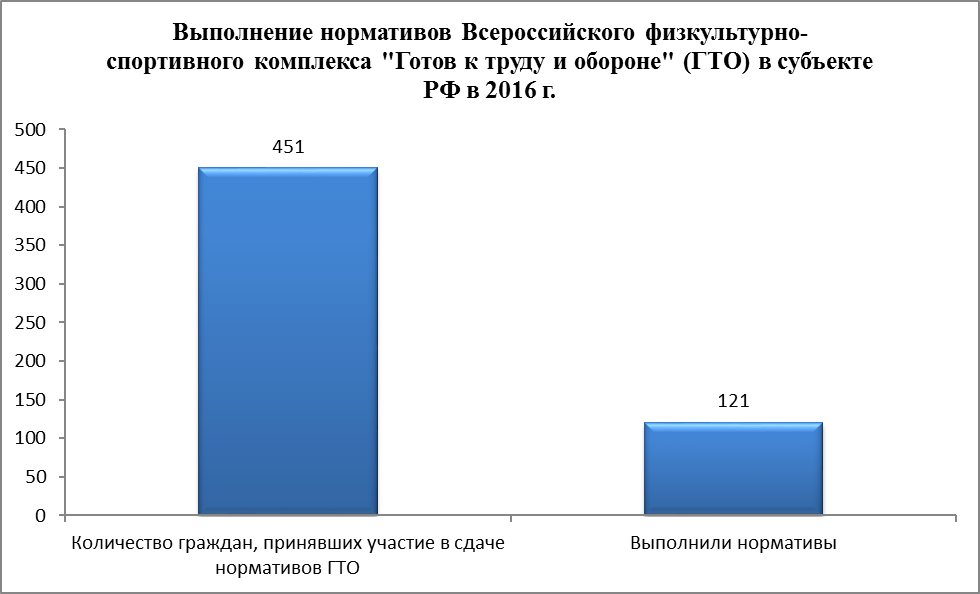 Выполнение нормативов Всероссийского физкультурно-
спортивного комплекса "Готов к труду и обороне" (ГТО) в субъекте
РФ в 2016 г.
500
450
400
350
300
250
200
150
100
50
0
451
121
Количество граждан, принявших участие в сдаче
нормативов ГТО
Выполнили нормативы